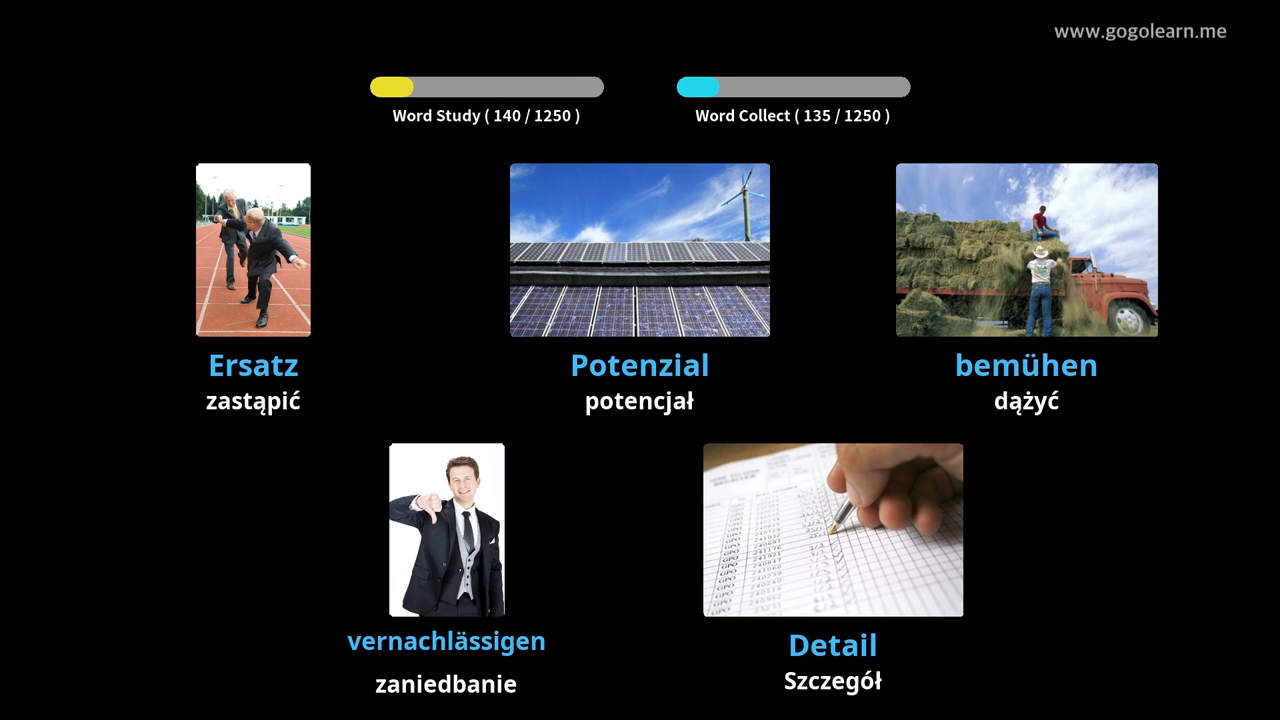 www.gogolearn.me
Word Study ( 140 / 1250 )
Word Collect ( 135 / 1250 )
Ersatz
zastąpić
Potenzial
potencjał
bemühen
dążyć
vernachlässigen
zaniedbanie
Detail
Szczegół